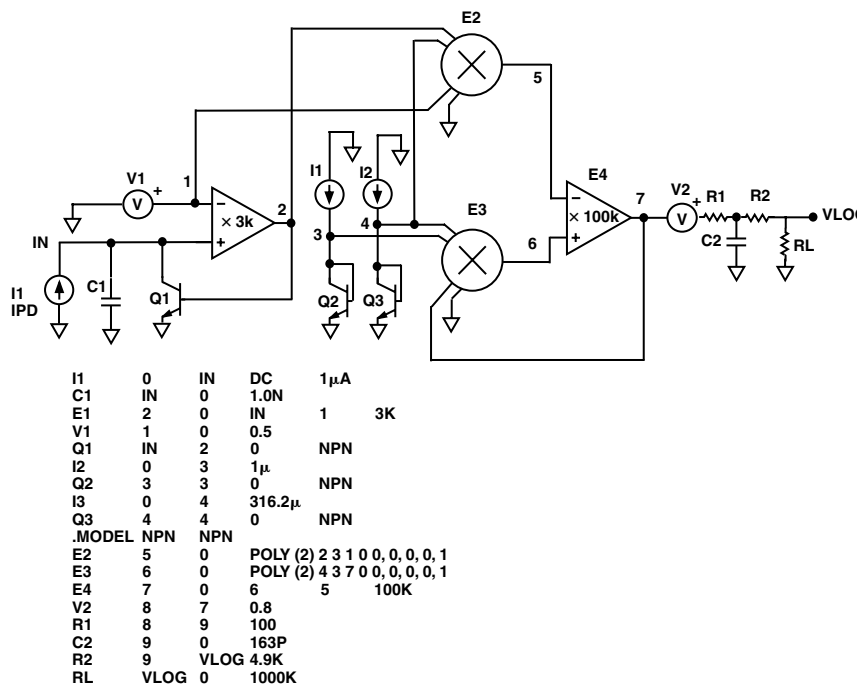 E2
5
I1
I2
V1
+
1
V
−
× 3k
2
E4
7
V2
R1
R2
+
−
× 100k
V
VLOG
E3
4
3
6
+
C2
RL
IN
+
I1
IPD
C1
Q1
Q2
Q3
I1 0 IN DC 1µA
C1 IN 0 1.0N
E1 2 0 IN 1 3K
V1 1 0 0.5
Q1 IN 2 0 NPN
I2 0 3 1µ
Q2 3 3 0 NPN
I3 0 4 316.2µ
Q3 4 4 0 NPN
.MODEL NPN NPN
E2 5 0 POLY (2) 2 3 1 0 0, 0, 0, 0, 1
E3 6 0 POLY (2) 4 3 7 0 0, 0, 0, 0, 1
E4 7 0 6 5 100K
V2 8 7 0.8
R1 8 9 100
C2 9 0 163P
R2 9 VLOG 4.9K
RL VLOG 0 1000K